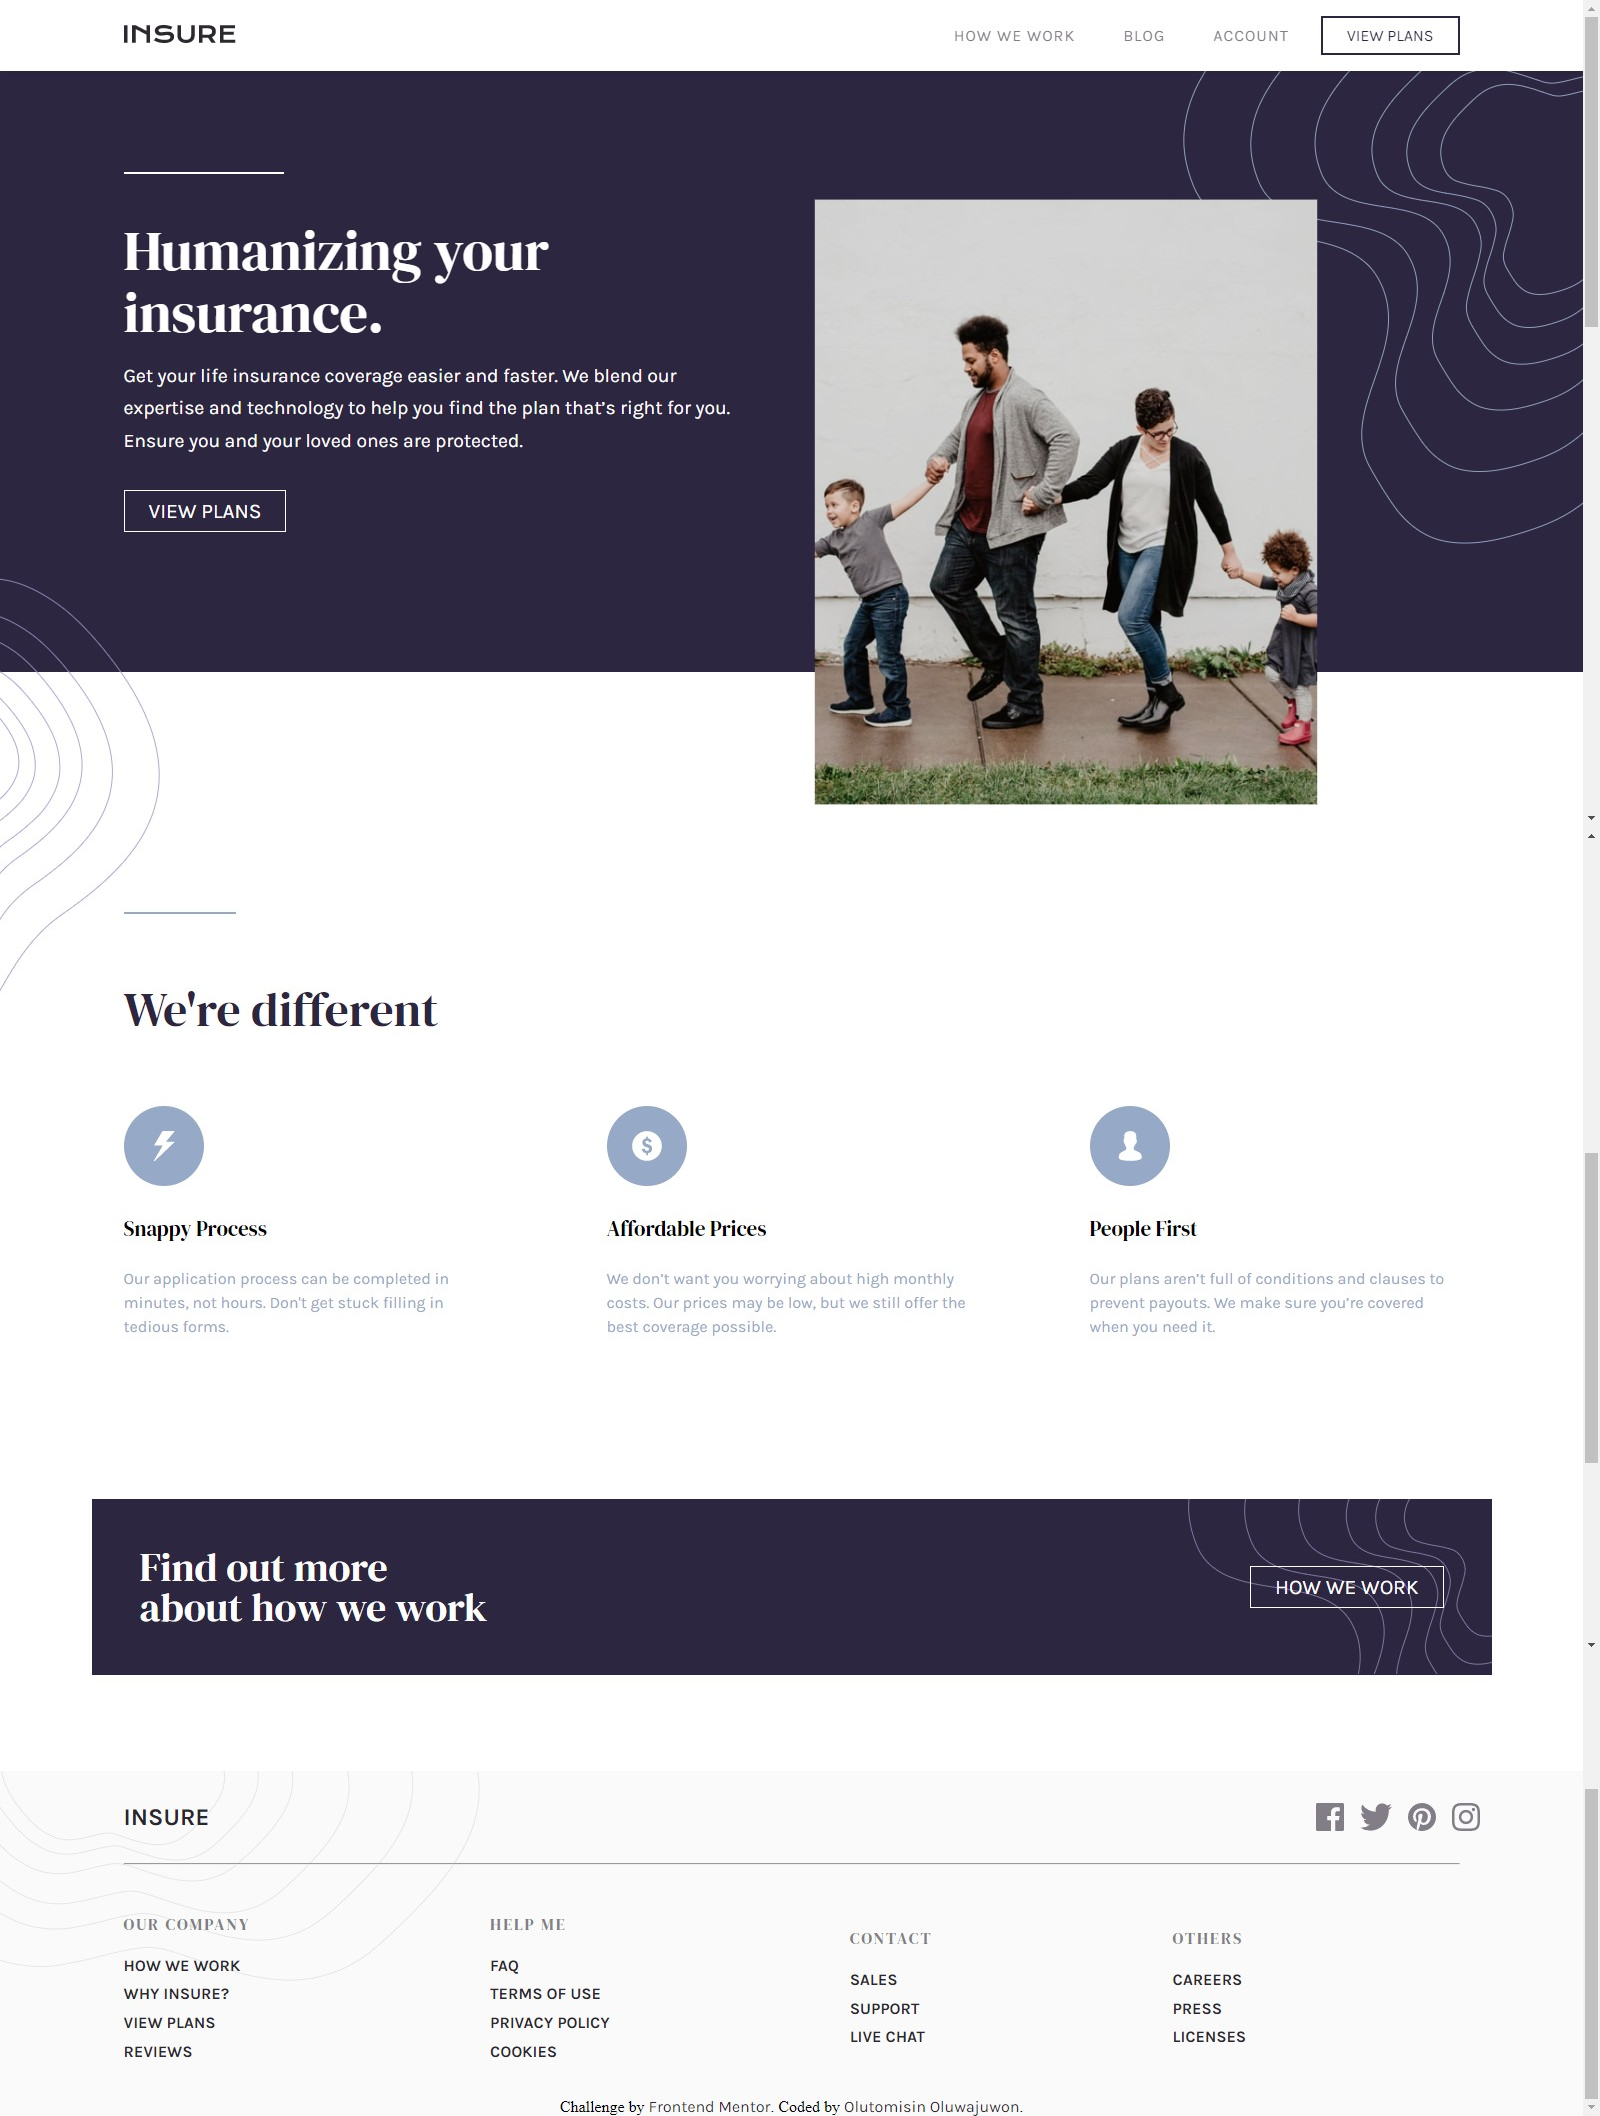 INSURE
HOW WE WORK
BLOG
ACCOUNT
VIEW PLANS
Humanizing your
insurance.
Get your life insurance coverage easier and faster. We blend our
expertise and technology to help you find the plan that’s right for you.
Ensure you and your loved ones are protected.
VIEW PLANS
We're different
Snappy Process
Our application process can be completed in
minutes, not hours. Don't get stuck filling in
tedious forms.
Affordable Prices
We don’t want you worrying about high monthly
costs. Our prices may be low, but we still offer the
best coverage possible.
People First
Our plans aren’t full of conditions and clauses to
prevent payouts. We make sure you’re covered
when you need it.
Find out more
about how we work
HOW WE WORK
INSURE
OUR COMPANY
HOW WE WORK
WHY INSURE?
VIEW PLANS
REVIEWS
HELP ME
FAQ
TERMS OF USE
PRIVACY POLICY
COOKIES
CONTACT
SALES
SUPPORT
LIVE CHAT
OTHERS
CAREERS
PRESS
LICENSES
Challenge by Frontend Mentor. Coded by Olutomisin Oluwajuwon.